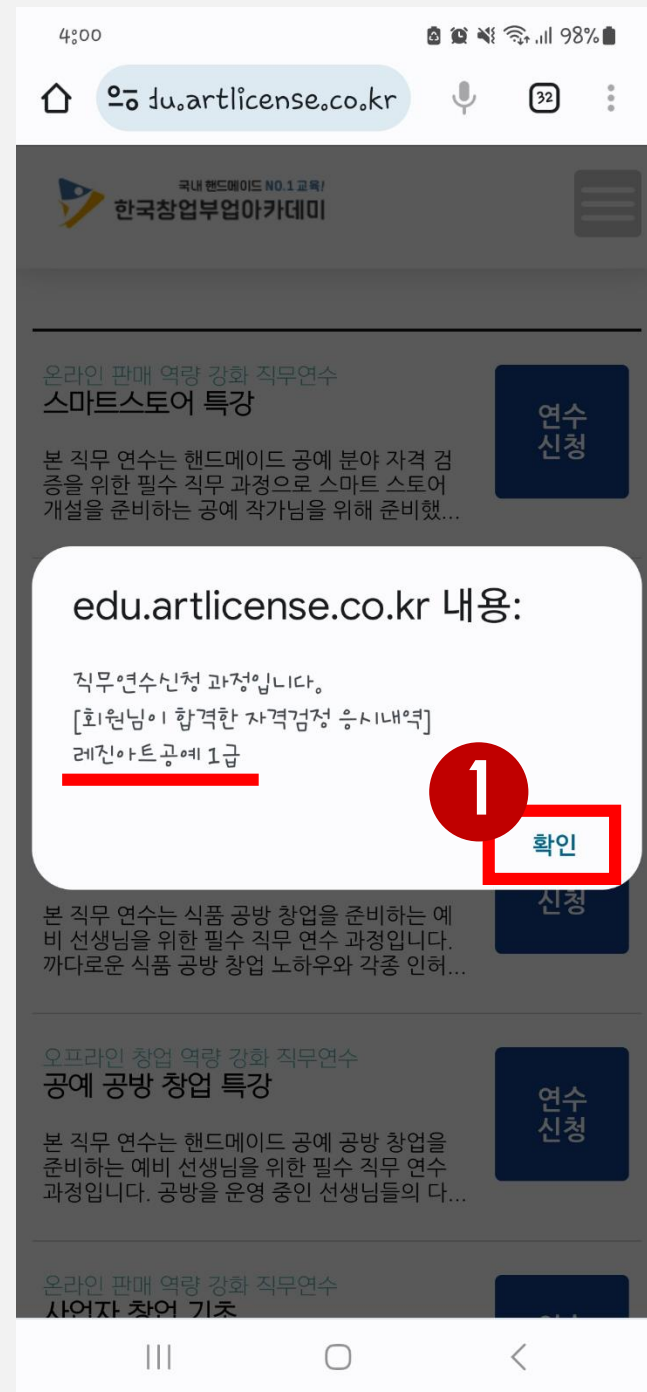 4:00
98%
du.artlicense.co.kr
32
국내 핸드메이드 NO.1 교육!
한국창업부업아카데미
온라인 판매 역량 강화 직무연수
스마트스토어 특강
연수
신청
본 직무 연수는 핸드메이드 공예 분야 자격 검
증을 위한 필수 직무 과정으로 스마트 스토어
개설을 준비하는 공예 작가님을 위해 준비했...
edu.artlicense.co.kr 내용:
직무연수신청 과정입니다.
[회원님이 합격한 자격검정 응시내역]
레진아트공예 1급
1
확인
신청
본 직무 연수는 식품 공방 창업을 준비하는 예
비 선생님을 위한 필수 직무 연수 과정입니다.
까다로운 식품 공방 창업 노하우와 각종 인허...
오프라인 창업 역량 강화 직무연수
공예 공방 창업 특강
연수
신청
본 직무 연수는 핸드메이드 공예 공방 창업을
준비하는 예비 선생님을 위한 필수 직무 연수
과정입니다. 공방을 운영 중인 선생님들의 다...
온라인 판매 역량 강화 직무연수
사업자 창업 기초